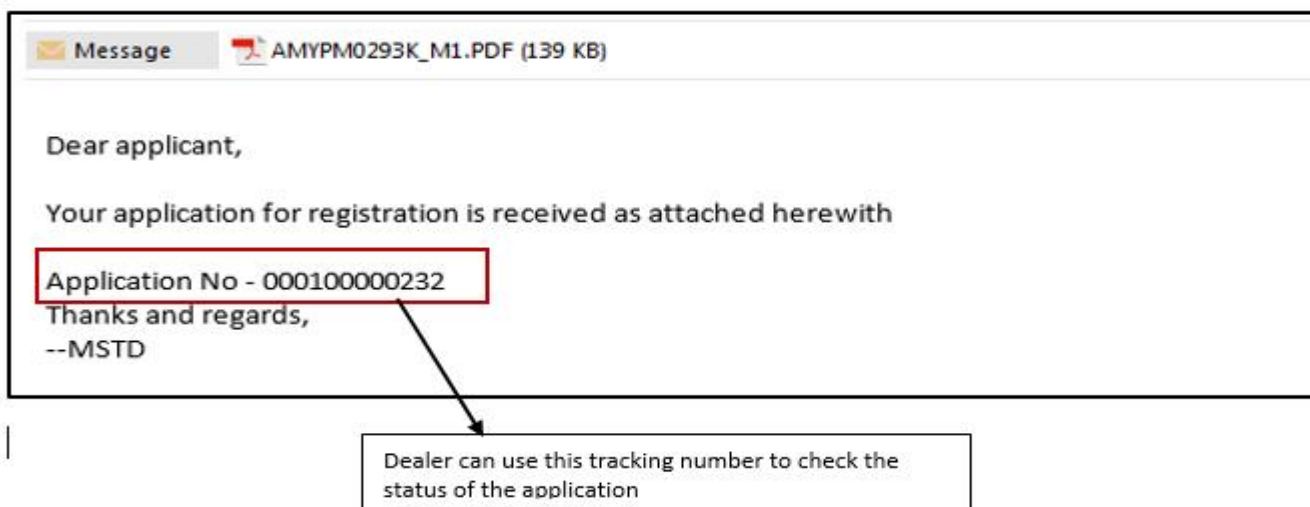 Message AMYPM0293K_M1.PDF (139 KB)
Dear applicant,
Your application for registration is received as attached herewith
Application No - 000100000232
Thanks and regards,
--MSTD
Dealer can use this tracking number to check the
status of the application